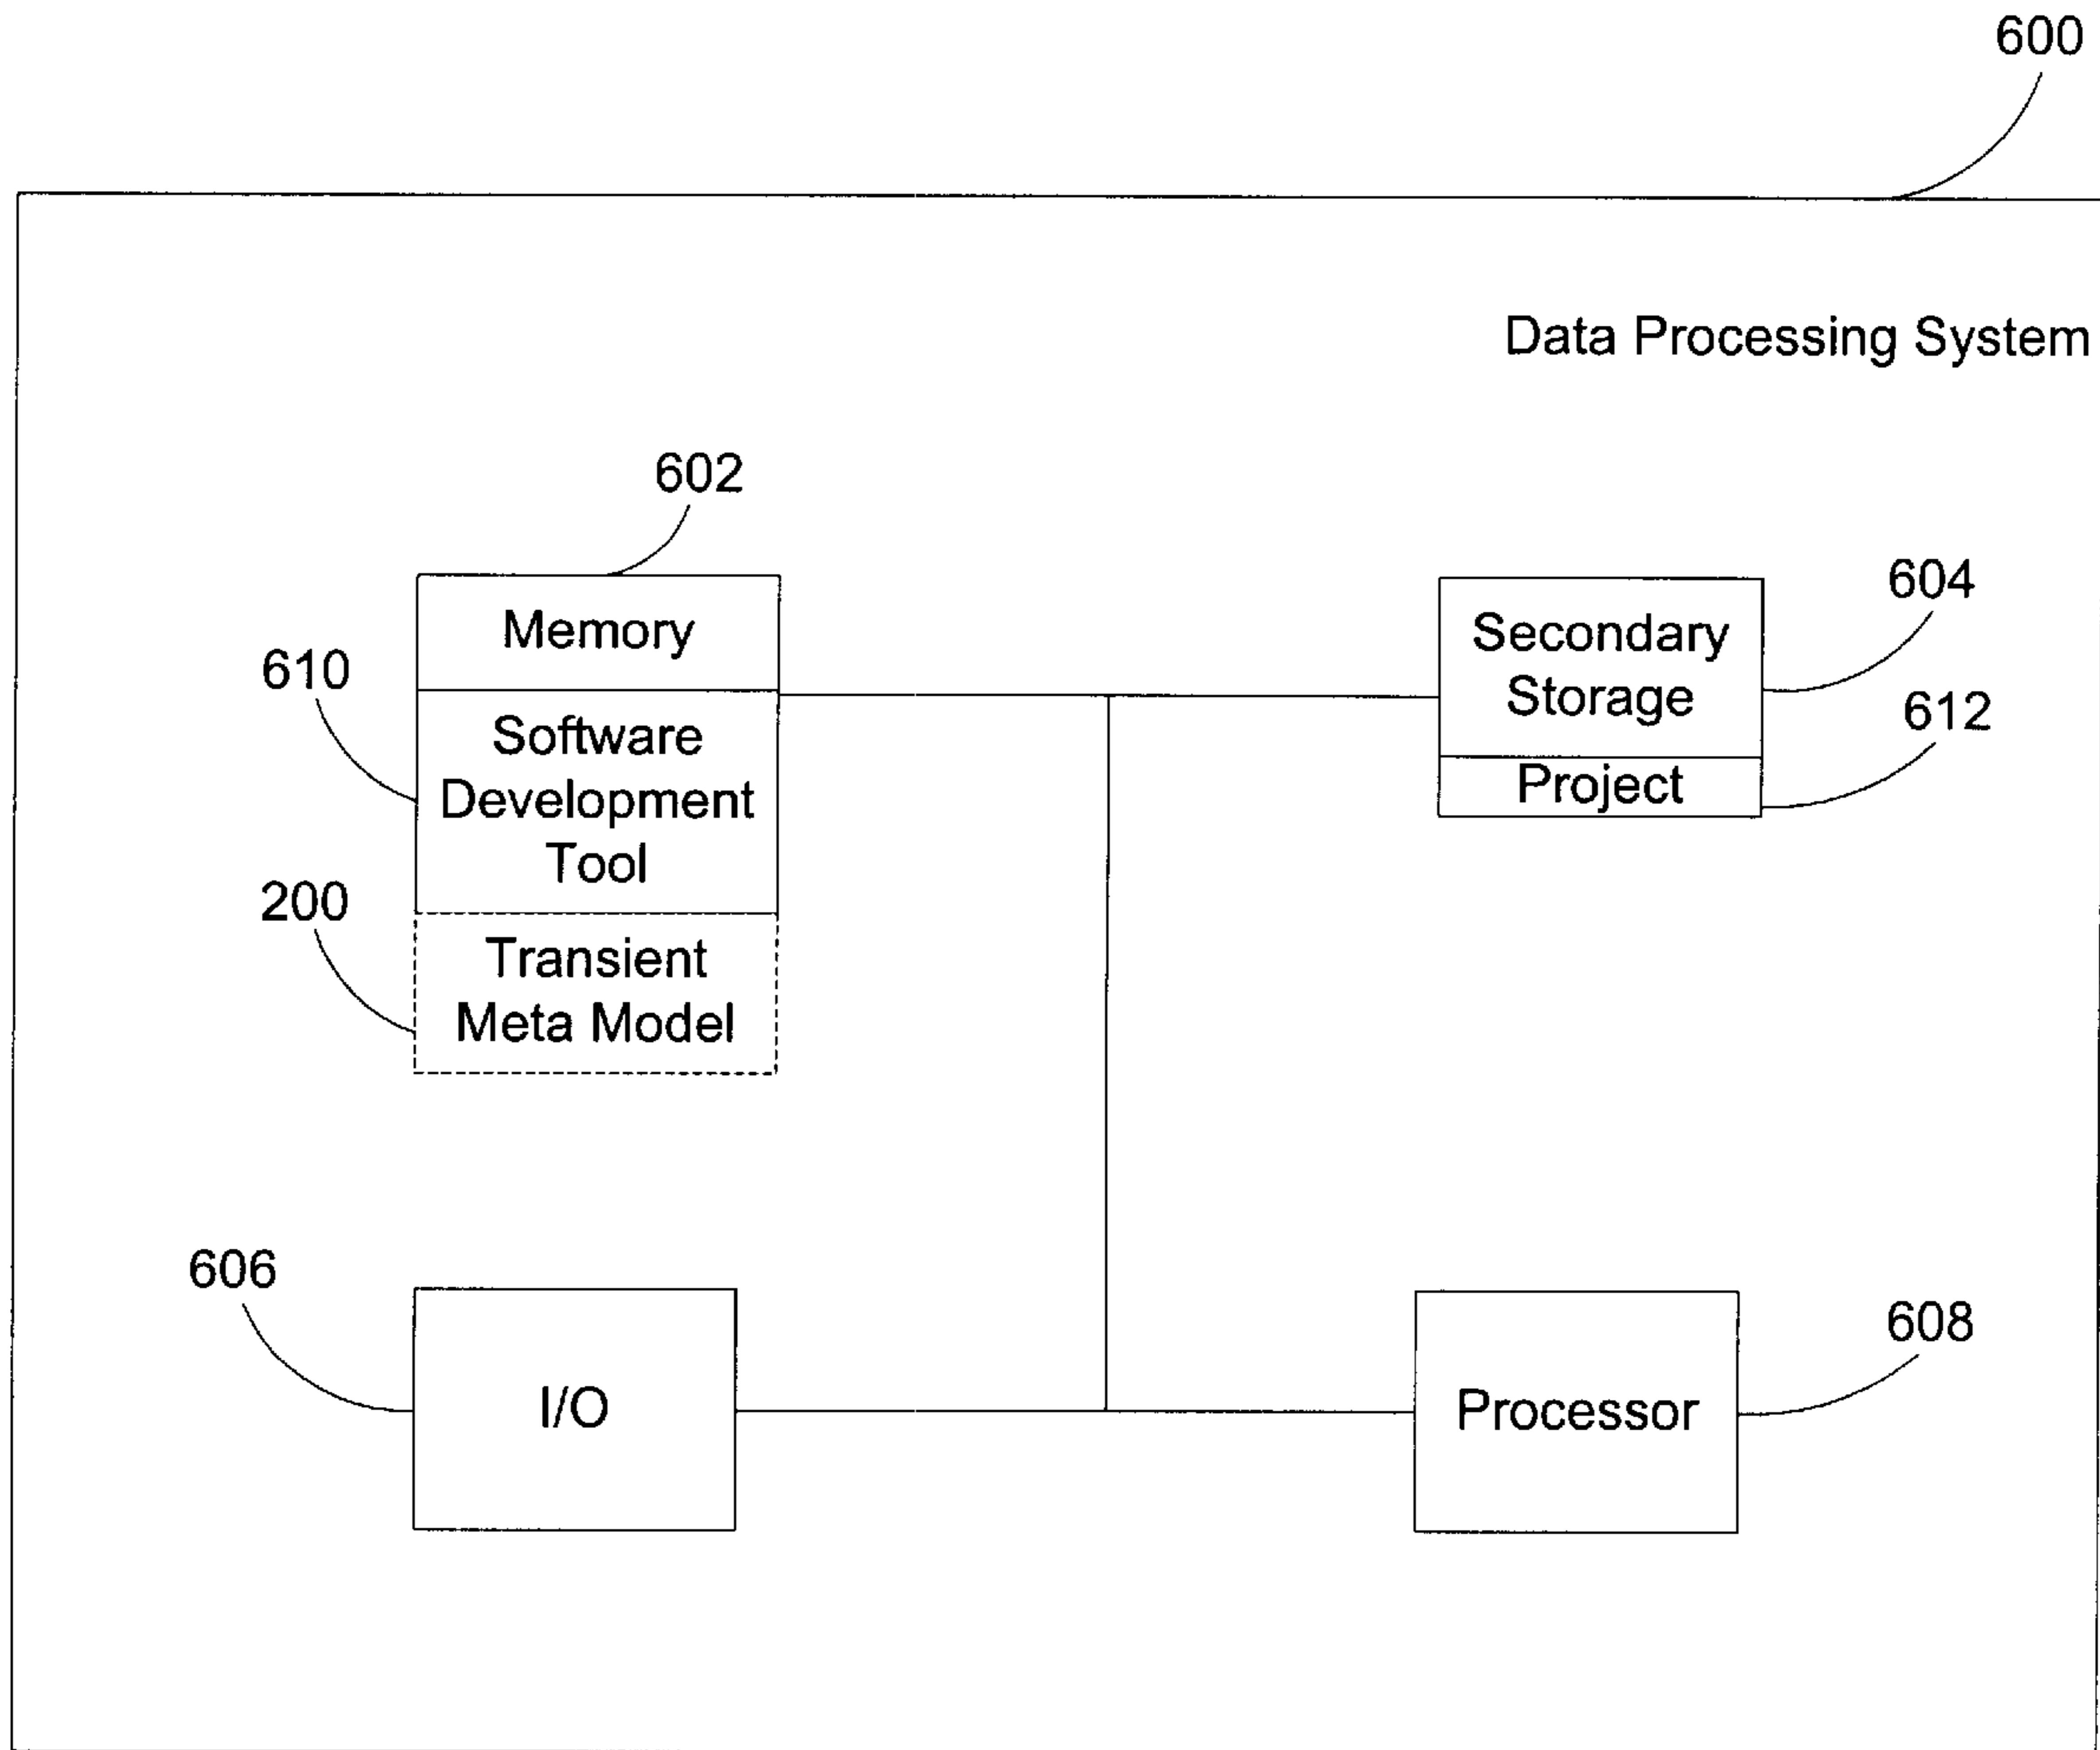 600
Data Processing System
602
Memory
610
Software
Development
Tool
200
Transient
Meta Model
604
Secondary
Storage
612
Project
606
I/O
608
Processor